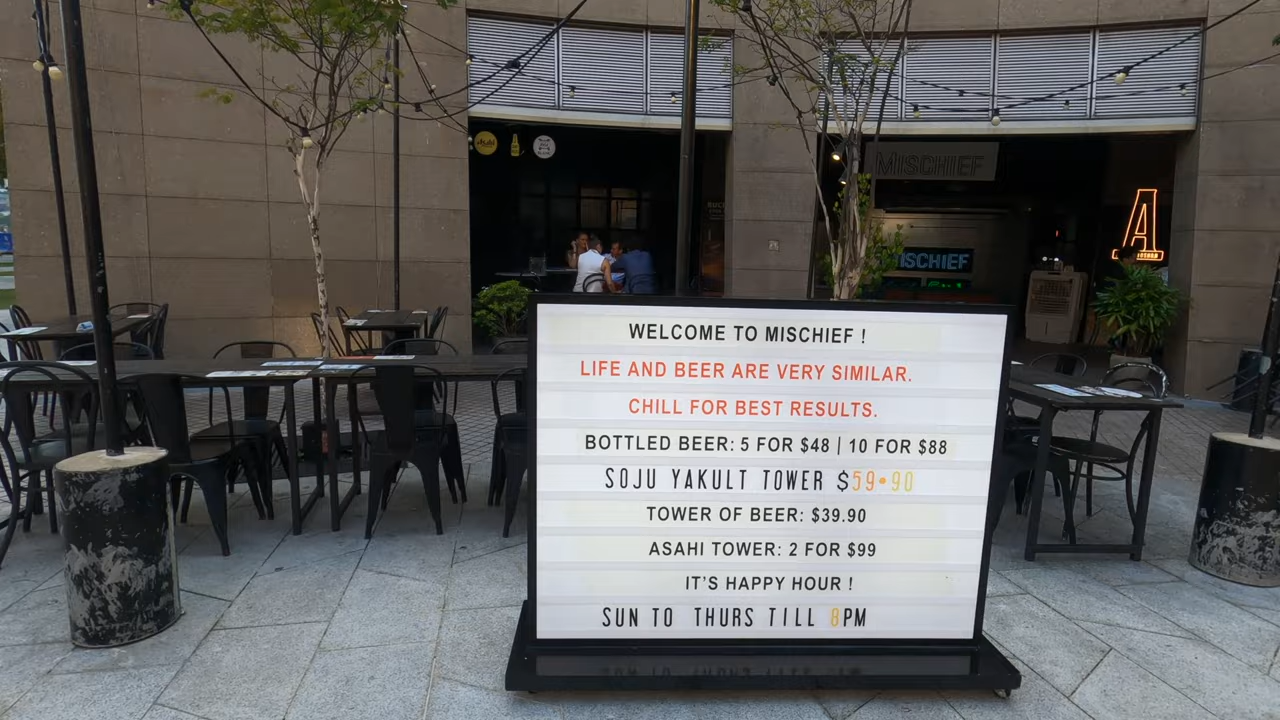 Asahi
MISCHIEF
MISCHIEF
A
WELCOME TO MISCHIEF !
LIFE AND BEER ARE VERY SIMILAR.
CHILL FOR BEST RESULTS.
BOTTLED BEER: 5 FOR $48 | 10 FOR $88
SOJU YAKULT TOWER $59•90
TOWER OF BEER: $39.90
ASAHI TOWER: 2 FOR $99
IT'S HAPPY HOUR !
SUN TO THURS TILL 8PM